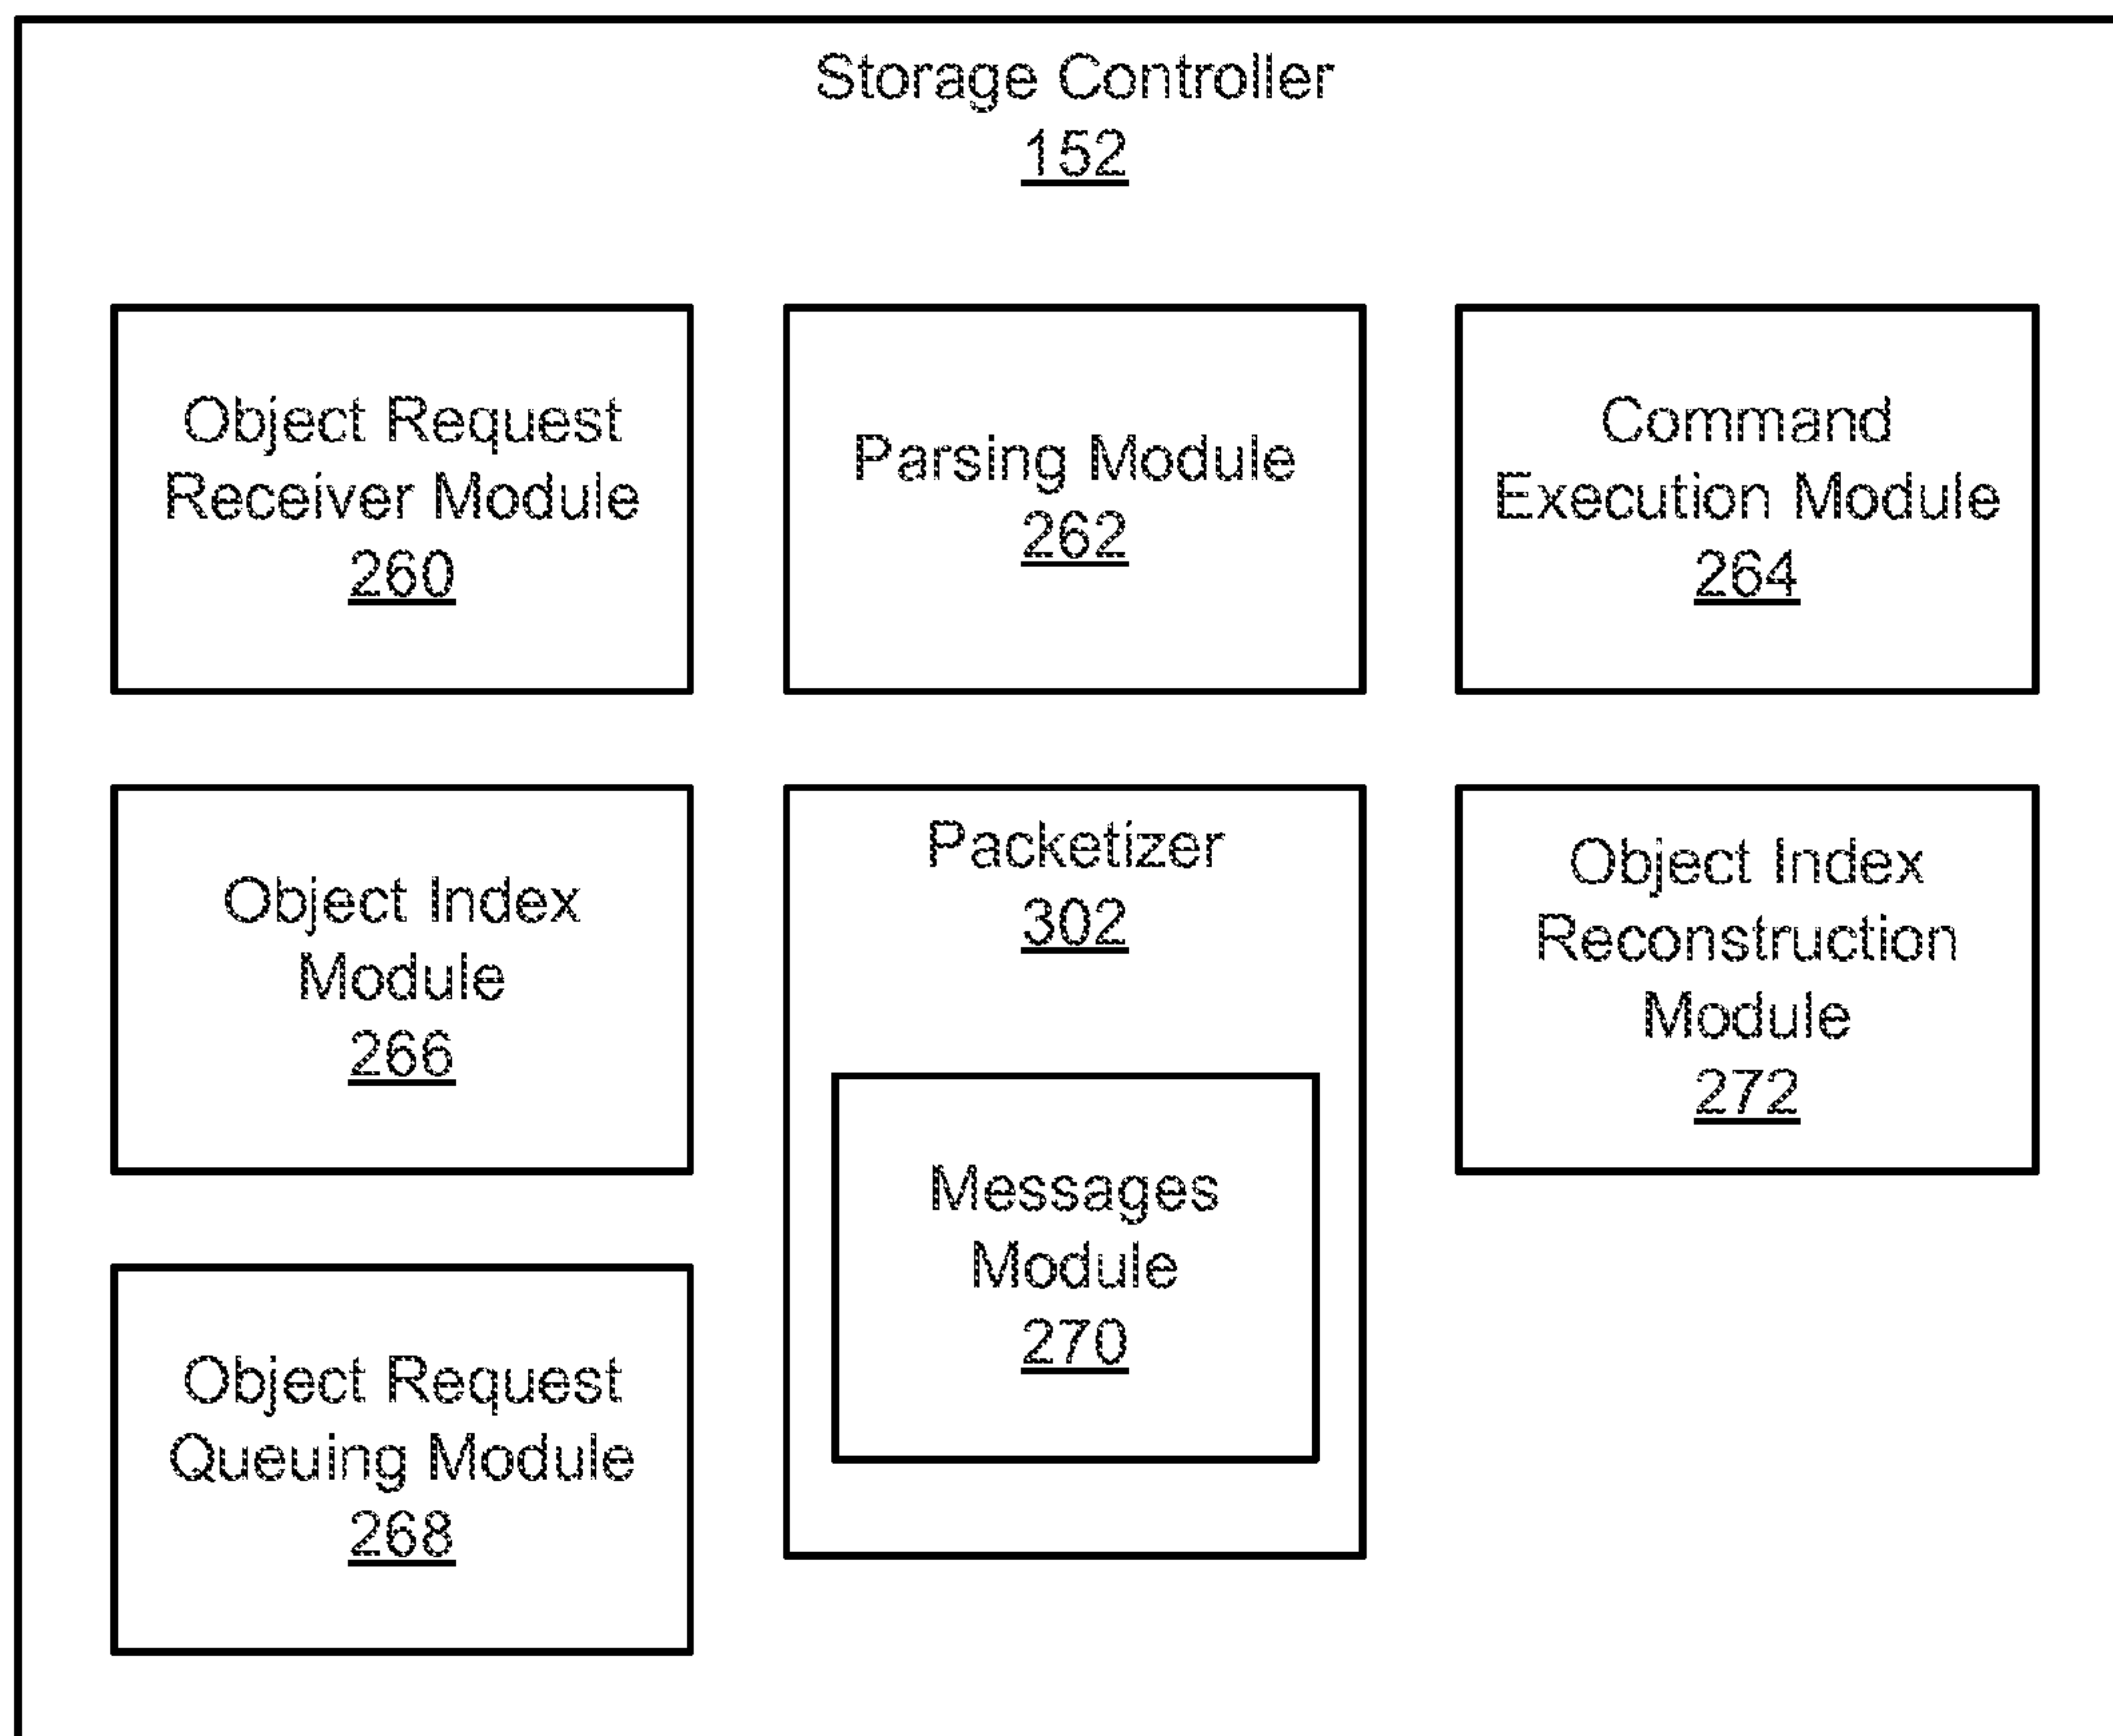 Storage Controller
152
Object Request
Receiver Module
260
Parsing Module
262
Command
Execution Module
264
Object Index
Module
266
Packetizer
302
Messages
Module
270
Object Index
Reconstruction
Module
272
Object Request
Queuing Module
268